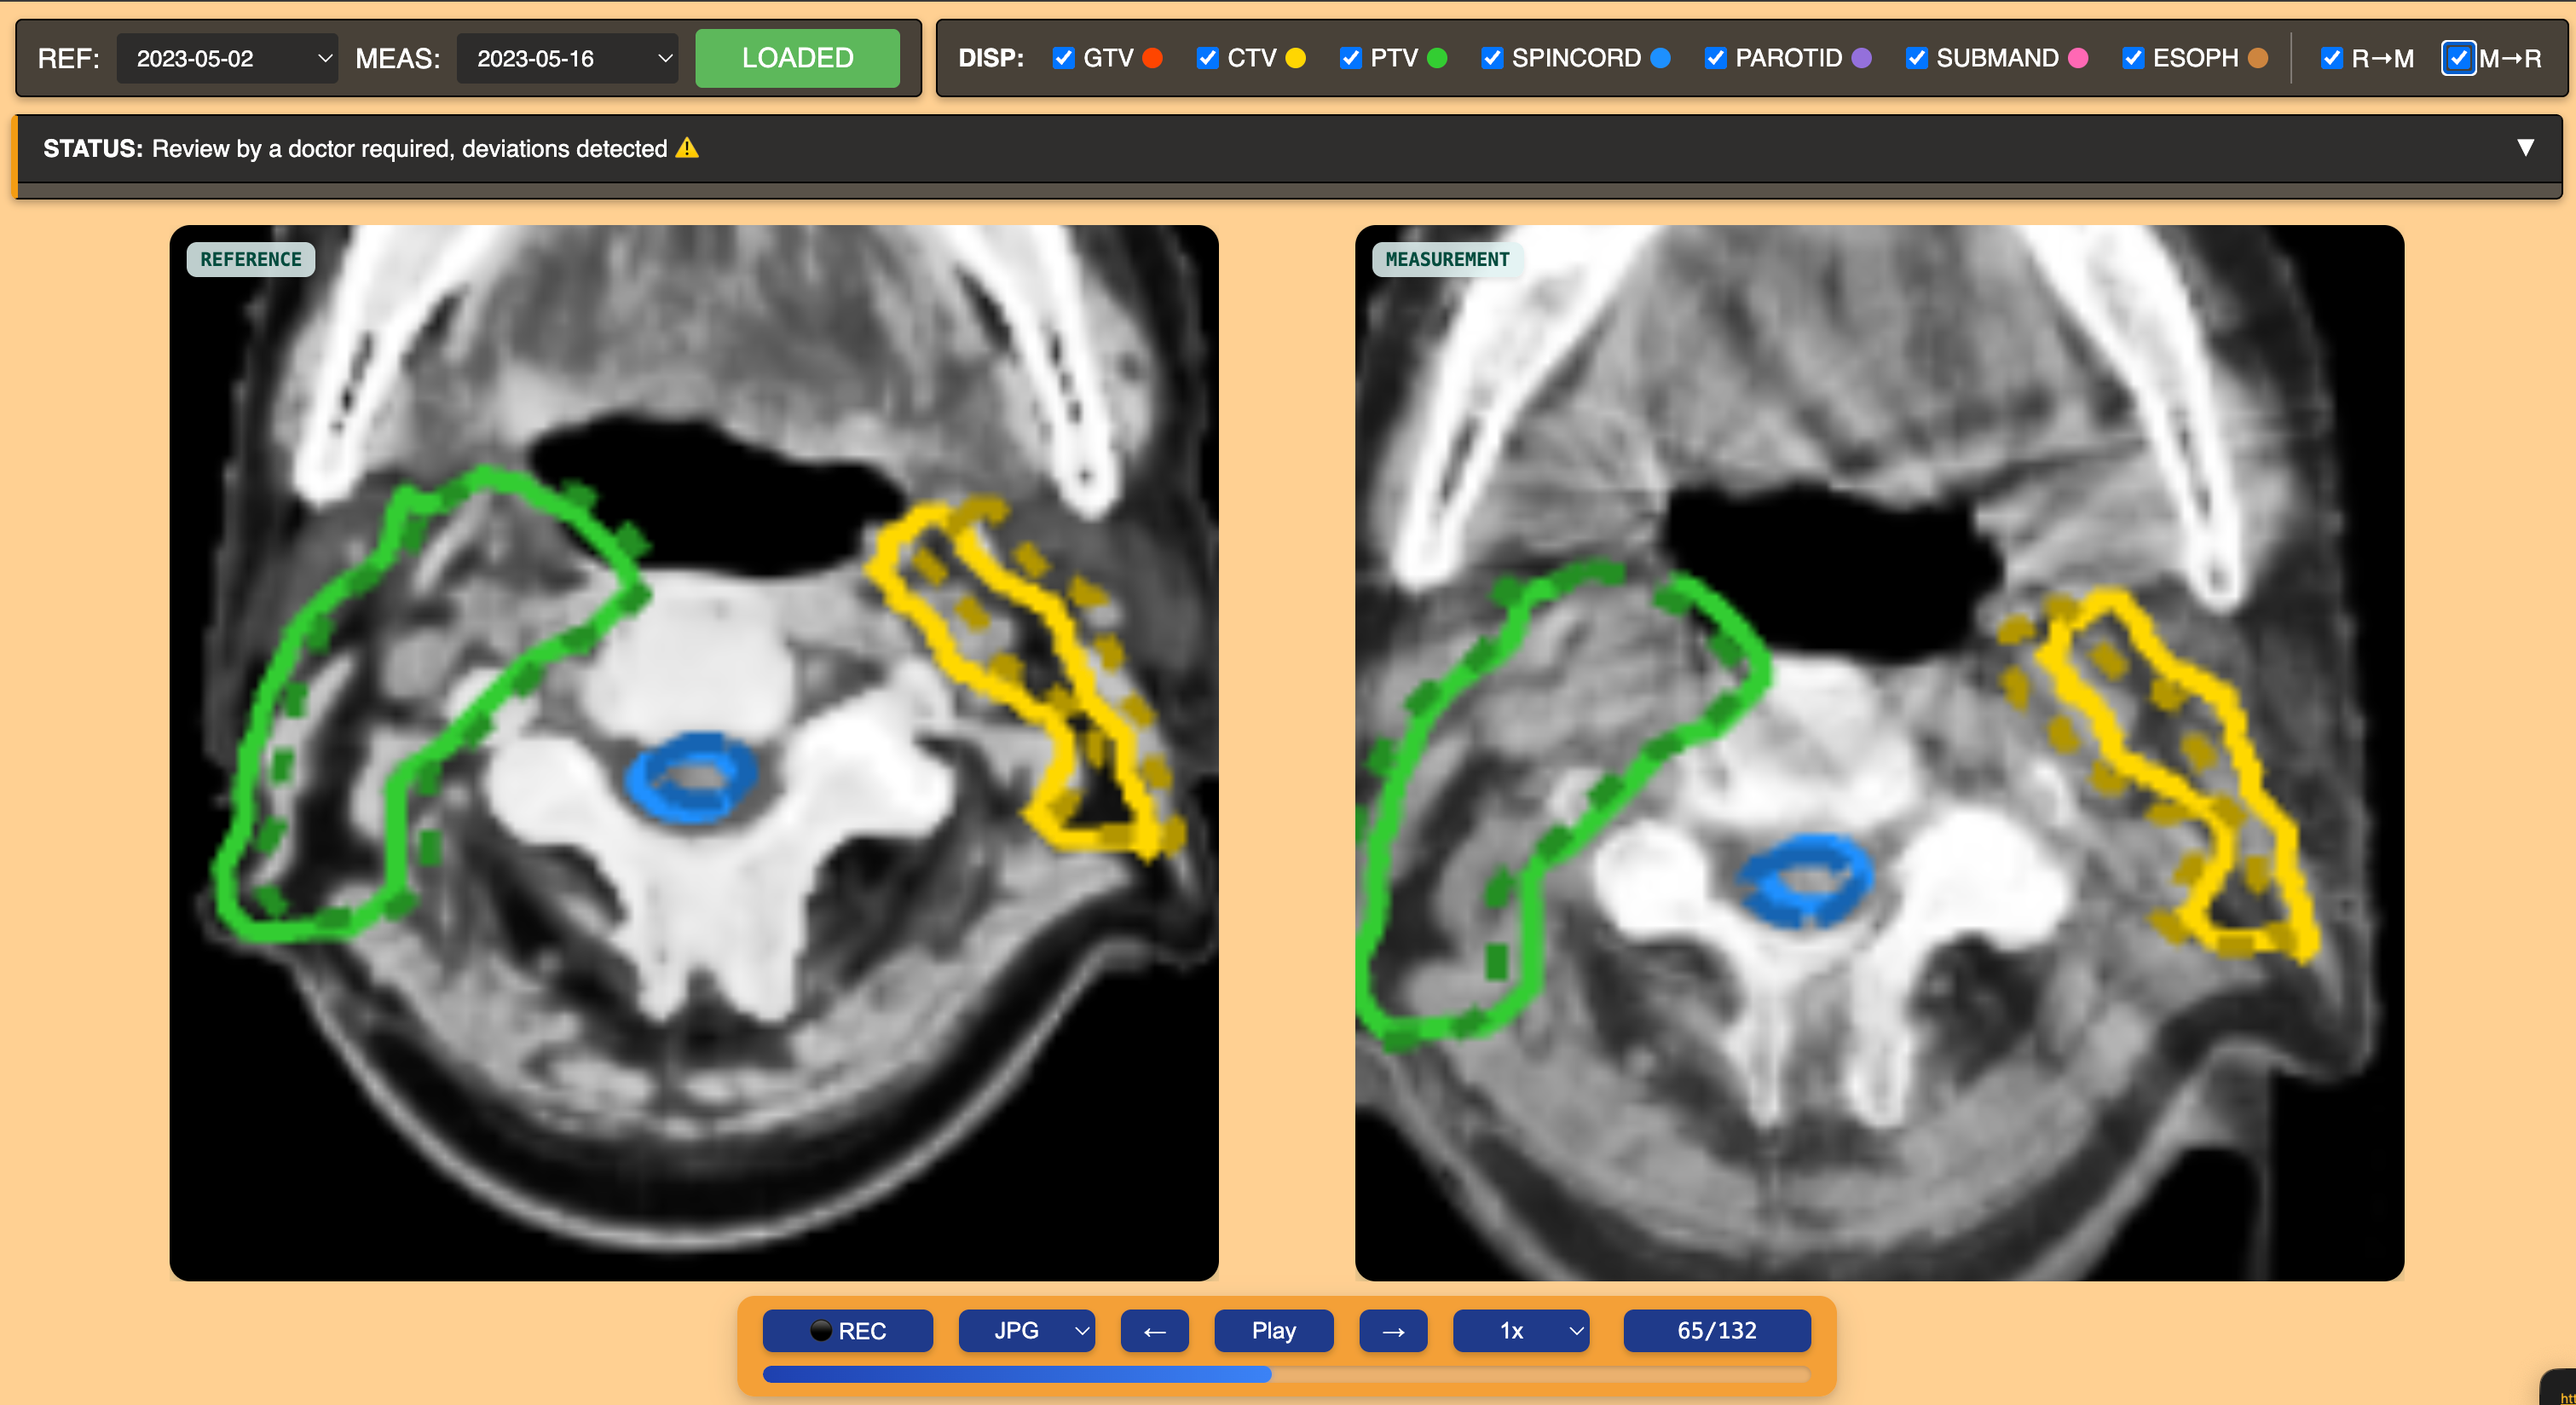 REF: 2023-05-02 MEAS: 2023-05-16 LOADED DISP: GTV CTV PTV SPINCORD PAROTID SUBMAND ESOPH R→M M→R
STATUS: Review by a doctor required, deviations detected ⚠️ ▼
REFERENCE MEASUREMENT
REC JPG ← Play → 1x 65/132